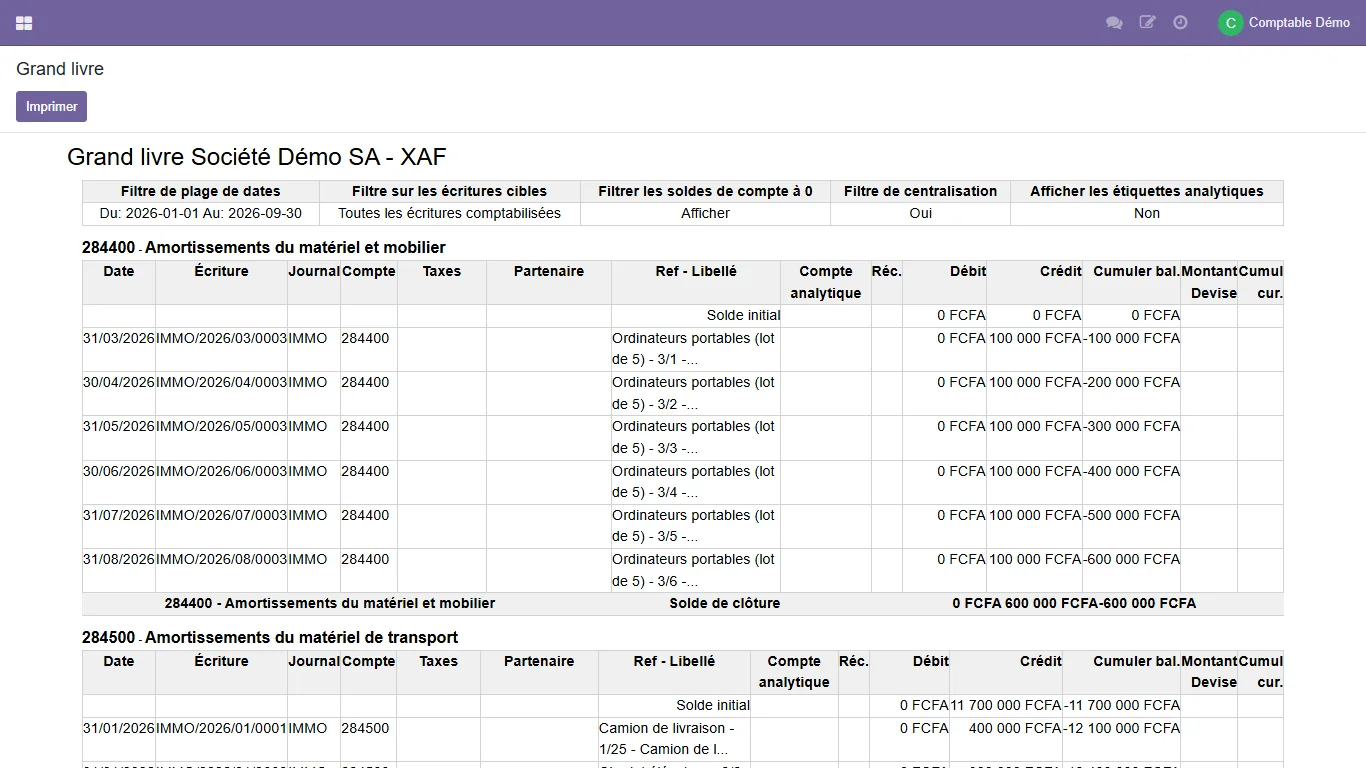 C Comptable Démo
Grand livre
Imprimer
Grand livre Société Démo SA - XAF
Filtre de plage de dates Filtre sur les écritures cibles Filtrer les soldes de compte à 0 Filtre de centralisation Afficher les étiquettes analytiques
Du: 2026-01-01 Au: 2026-09-30 Toutes les écritures comptabilisées Afficher Oui Non
284400 - Amortissements du matériel et mobilier
Date Écriture Journal Compte Taxes Partenaire Ref - Libellé Compte Réc. Débit Crédit Cumuler bal. Montant Cumul
analytique Devise cur.
Solde initial 0 FCFA 0 FCFA 0 FCFA
31/03/2026 IMMO/2026/03/0003 IMMO 284400 Ordinateurs portables (lot 0 FCFA 100 000 FCFA -100 000 FCFA
de 5) - 3/1 -...
30/04/2026 IMMO/2026/04/0003 IMMO 284400 Ordinateurs portables (lot 0 FCFA 100 000 FCFA -200 000 FCFA
de 5) - 3/2 -...
31/05/2026 IMMO/2026/05/0003 IMMO 284400 Ordinateurs portables (lot 0 FCFA 100 000 FCFA -300 000 FCFA
de 5) - 3/3 -...
30/06/2026 IMMO/2026/06/0003 IMMO 284400 Ordinateurs portables (lot 0 FCFA 100 000 FCFA -400 000 FCFA
de 5) - 3/4 -...
31/07/2026 IMMO/2026/07/0003 IMMO 284400 Ordinateurs portables (lot 0 FCFA 100 000 FCFA -500 000 FCFA
de 5) - 3/5 -...
31/08/2026 IMMO/2026/08/0003 IMMO 284400 Ordinateurs portables (lot 0 FCFA 100 000 FCFA -600 000 FCFA
de 5) - 3/6 -...
284400 - Amortissements du matériel et mobilier Solde de clôture 0 FCFA 600 000 FCFA -600 000 FCFA
284500 - Amortissements du matériel de transport
Date Écriture Journal Compte Taxes Partenaire Ref - Libellé Compte Réc. Débit Crédit Cumuler bal. Montant Cumul
analytique Devise cur.
Solde initial 0 FCFA 11 700 000 FCFA -11 700 000 FCFA
31/01/2026 IMMO/2026/01/0001 IMMO 284500 Camion de livraison - 0 FCFA 400 000 FCFA -12 100 000 FCFA
1/25 - Camion de l...